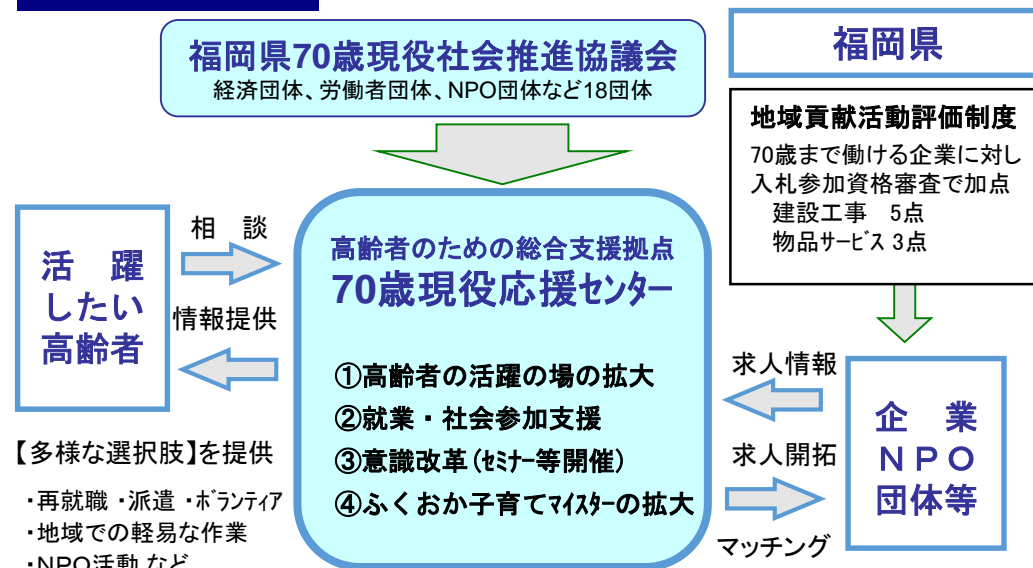 福岡県70歳現役社会推進協議会
経済団体、労働者団体、NPO団体など18団体
福岡県
地域貢献活動評価制度
70歳まで働ける企業に対し
入札参加資格審査で加点
建設工事　5点
物品サービス 3点
活　躍
したい
高齢者
相　談
情報提供
高齢者のための総合支援拠点
70歳現役応援センター
①高齢者の活躍の場の拡大
②就業・社会参加支援
③意識改革（セミナー等開催）
④ふくおか子育てマイスターの拡大
求人情報
求人開拓
マッチング
企　業
ＮＰＯ
団体等
【多様な選択肢】を提供
・再就職 ・派遣 ・ボランティア
・地域での軽易な作業
・NPO活動 など